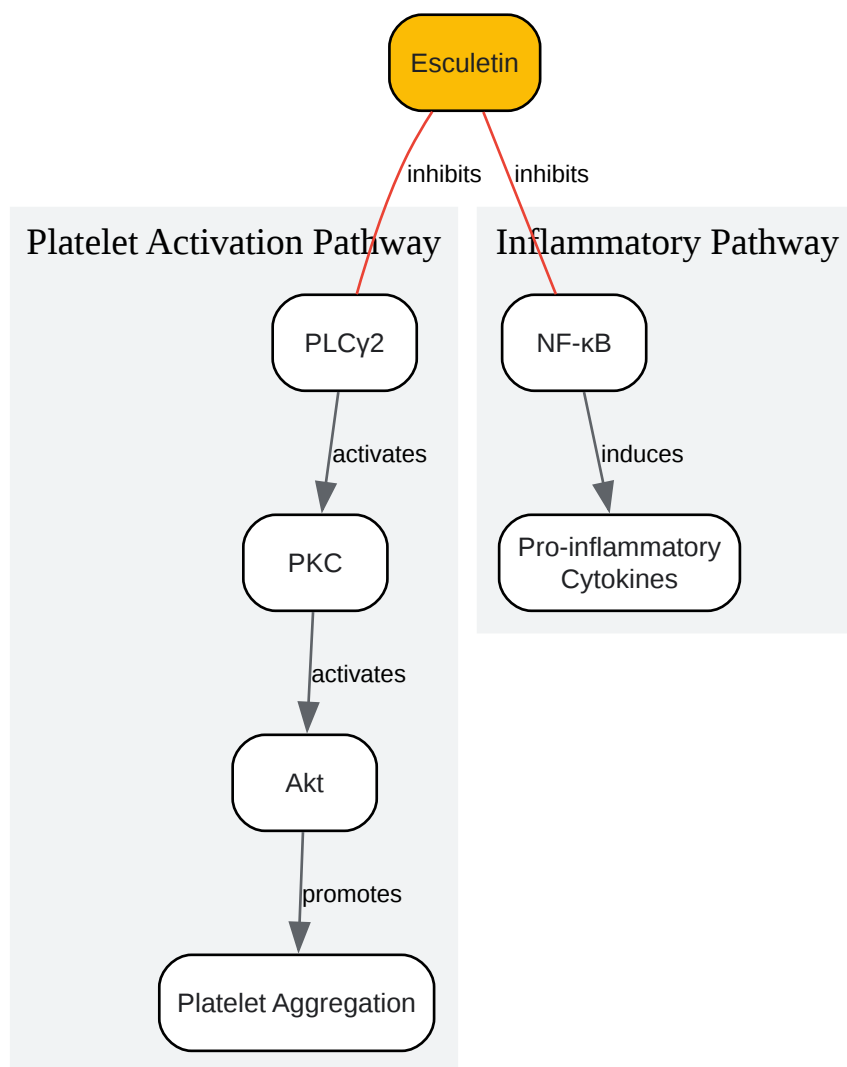 Esculetin
inhibits
inhibits
Platelet Activation Pathway
Inflammatory Pathway
PLCγ2
NF-κB
activates
induces
PKC
Pro-inflammatory
Cytokines
activates
Akt
promotes
Platelet Aggregation